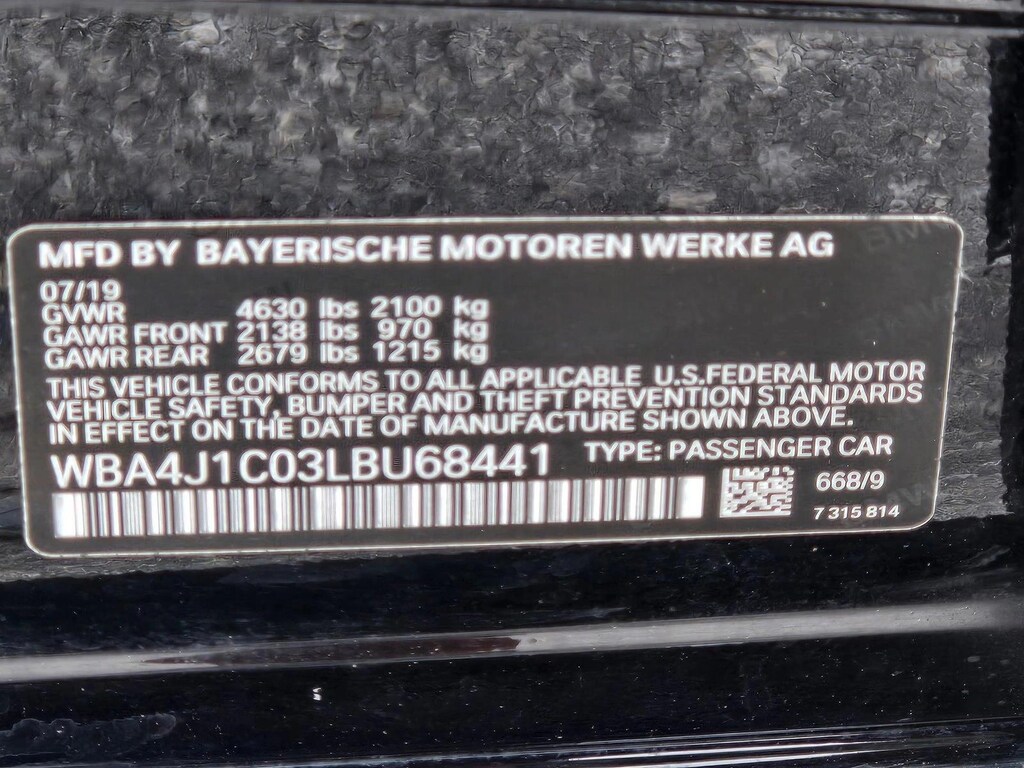 MFD BY BAYERISCHE MOTOREN WERKE AG
07/19
GVWR 4630 lbs 2100 kg
GAWR FRONT 2138 lbs 970 kg
GAWR REAR 2679 lbs 1215 kg
THIS VEHICLE CONFORMS TO ALL APPLICABLE U.S.FEDERAL MOTOR
VEHICLE SAFETY, BUMPER AND THEFT PREVENTION STANDARDS
IN EFFECT ON THE DATE OF MANUFACTURE SHOWN ABOVE.
WBA4J1C03LBU68441 TYPE: PASSENGER CAR
668/9
7 315 814